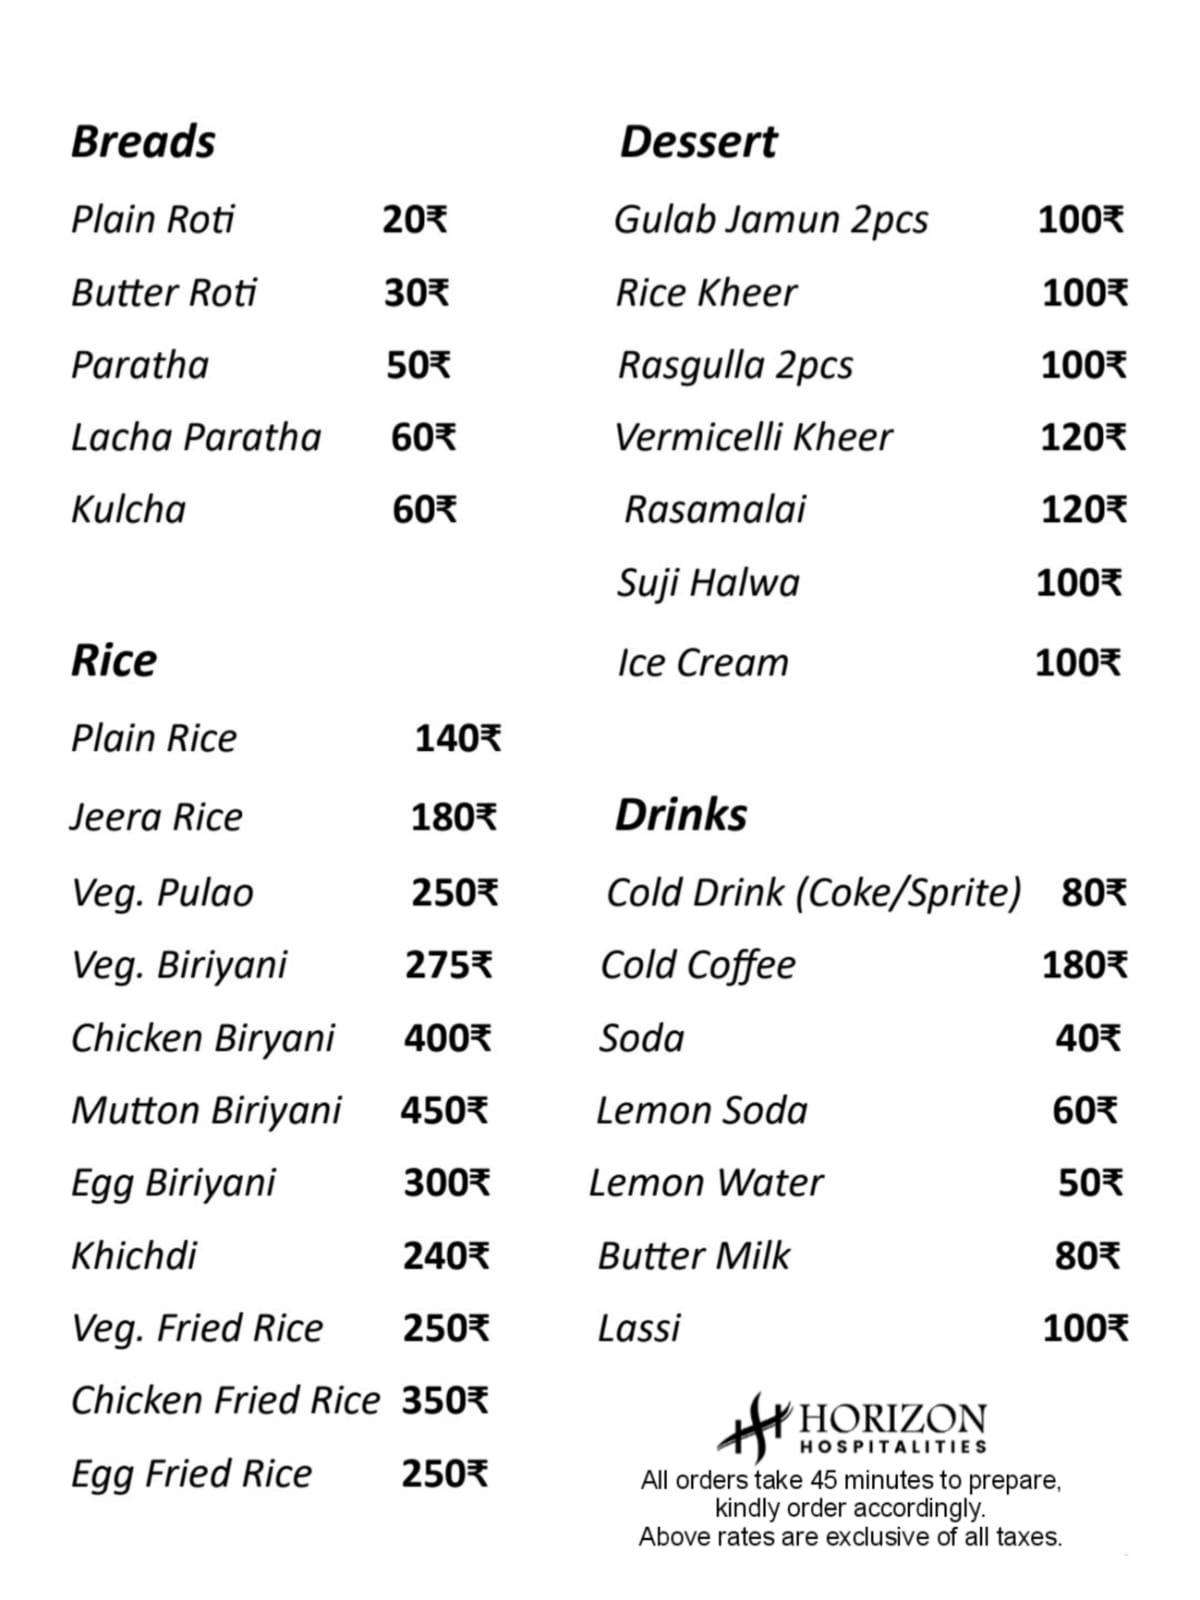 Breads
Plain Roti 20₹
Butter Roti 30₹
Paratha 50₹
Lacha Paratha 60₹
Kulcha 60₹
Rice
Plain Rice 140₹
Jeera Rice 180₹
Veg. Pulao 250₹
Veg. Biriyani 275₹
Chicken Biryani 400₹
Mutton Biriyani 450₹
Egg Biriyani 300₹
Khichdi 240₹
Veg. Fried Rice 250₹
Chicken Fried Rice 350₹
Egg Fried Rice 250₹
Dessert
Gulab Jamun 2pcs 100₹
Rice Kheer 100₹
Rasgulla 2pcs 100₹
Vermicelli Kheer 120₹
Rasamalai 120₹
Suji Halwa 100₹
Ice Cream 100₹
Drinks
Cold Drink (Coke/Sprite) 80₹
Cold Coffee 180₹
Soda 40₹
Lemon Soda 60₹
Lemon Water 50₹
Butter Milk 80₹
Lassi 100₹
HORIZON
HOSPITALITIES
All orders take 45 minutes to prepare,
kindly order accordingly.
Above rates are exclusive of all taxes.